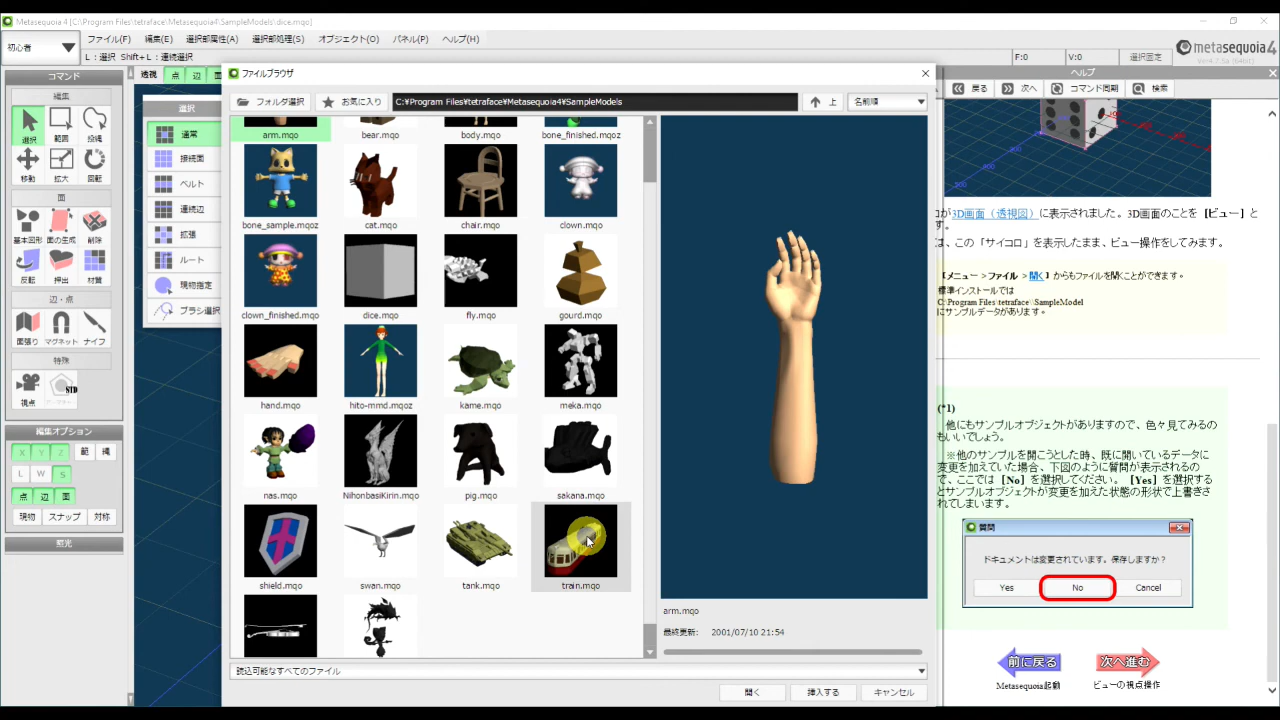 Metasequoia 4 [C:\Program Files\tetraface\Metasequoia4\SampleModels\dice.mqo]
初心者
ファイル(F) 編集(E) 選択部属性(A) 選択部処理(S) オブジェクト(O) パネル(P) ヘルプ(H)
L : 選択 Shift+L : 連続選択
F:0 V:0 選択固定
metasequoia 4
Ver4.7.5a (64bit)
コマンド
透視 点 辺 面
編集
選択 範囲 投縄
移動 拡大 回転
面
基本図形 面の生成 削除
反転 押出 材質
辺・点
面張り マグネット ナイフ
特殊
視点
編集オプション
X Y Z 範 縄
L W S
点 辺 面
現物 スナップ 対称
照光
選択
通常
接続面
ベルト
連続辺
拡張
ルート
現物指定
ブラシ選択
ファイルブラウザ
フォルダ選択 お気に入り C:¥Program Files¥tetraface¥Metasequoia4¥SampleModels 上 名前順
arm.mqo bear.mqo body.mqo bone_finished.mqoz
bone_sample.mqoz cat.mqo chair.mqo clown.mqo
clown_finished.mqo dice.mqo fly.mqo gourd.mqo
hand.mqo hito-mmd.mqoz kame.mqo meka.mqo
nas.mqo NihonbasiKirin.mqo pig.mqo sakana.mqo
shield.mqo swan.mqo tank.mqo train.mqo
arm.mqo
最終更新: 2001/07/10 21:54
読込可能なすべてのファイル
開く 挿入する キャンセル
ヘルプ
戻る 次へ コマンド同期 検索
が3D画面（透視図）に表示されました。3D画面のことを［ビュー］と
す。
は、この「サイコロ」を表示したまま、ビュー操作をしてみます。
［メニュー＞ファイル＞開く］からもファイルを開くことができます。
標準インストールでは
C:\Program Files\tetraface\SampleModel
にサンプルデータがあります。
(*1)
他にもサンプルオブジェクトがありますので、色々見てみるの
もいいでしょう。
※他のサンプルを開こうとした時、既に開いているデータに
変更を加えていた場合、下図のように質問が表示されるの
で、ここでは［No］を選択してください。［Yes］を選択する
とサンプルオブジェクトが変更を加えた状態の形状で上書きさ
れてしまいます。
質問
ドキュメントは変更されています。保存しますか？
Yes No Cancel
前に戻る 次へ進む
Metasequoia起動 ビューの視点操作